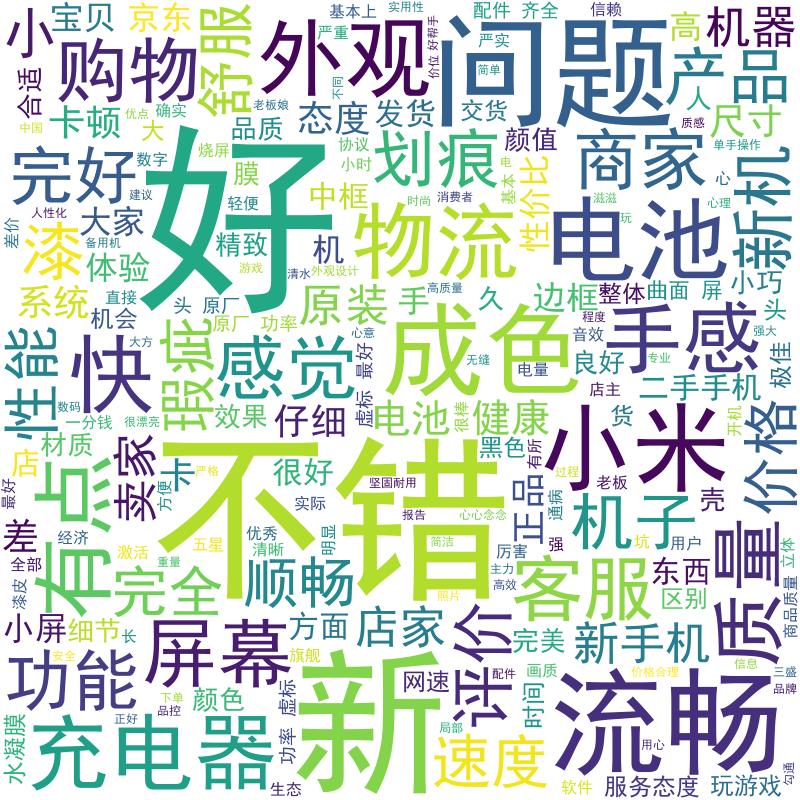 小
宝贝
京东
舒服
基本上
严重
外观
配件
齐全
实用性
信赖
高
机器
购物
合适
问题
产品
严实
简单
价位
好帮手
不同
中国
卡顿
优点
确实
大
老板娘
品质
态度
发货
交货
人
质感
尺寸
颜值
单手操作
完好
数字
建议
好
烧屏
协议
小时
膜
轻便
中框
划痕
电
基本
性价比
商家
心
心理
新机
差价
人性化
大家
备用机
漆
精致
时尚
消费者
物流
滋滋
玩
电池
体验
机
游戏
清水
外观设计
高质量
系统
直接
机会
头
原厂
原厂
功率
原装
手
久
边框
整体
曲面
屏
小巧
头
程度
音效
手感
强大
性能
快
大方
瑕疵
感觉
心意
最好
成色
无缝
电量
良好
专业
极佳
店主
二手手机
数码
一分钱
很漂亮
效果
仔细
虚标
电池
健康
很棒
货
开机
价格
材质
店
卖家
卡
方便
严格
不错
很好
实际
坚固耐用
黑色
有所
正品
过程
通病
小米
老板
壳
最好
有点
差
全部
经济
激活
五星
优秀
清晰
明显
报告
心心念念
简洁
厉害
强
机子
坑
用户
质量
立体
漆皮
重量
完全
顺畅
主力
高效
照片
客服
东西
区别
商品质量
小屏
细节
长
屏幕
方面
店家
评价
完美
新手机
旗舰
画质
价格合理
信息
三盛
品牌
功能
安全
下单
颜色
虚标
新
网速
配件
时间
流畅
水凝膜
充电器
正好
品控
功率
生态
局部
速度
用心
软件
服务态度
玩游戏
勾通